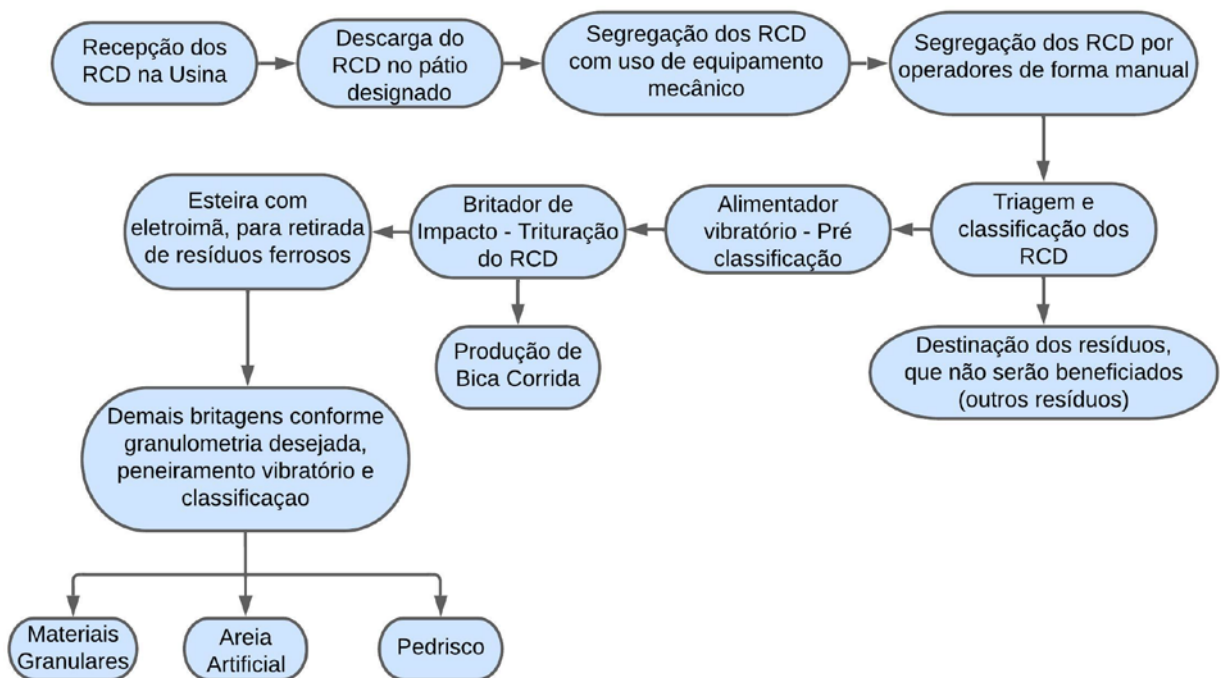 Recepção dos
RCD na Usina
Descarga do
RCD no pátio
designado
Segregação dos RCD
com uso de equipamento
mecânico
Segregação dos RCD por
operadores de forma manual
Triagem e
classificação dos
RCD
Alimentador
vibratório - Pré
classificação
Britador de
Impacto - Trituração
do RCD
Esteira com
eletroimã, para retirada
de resíduos ferrosos
Produção de
Bica Corrida
Destinação dos resíduos,
que não serão beneficiados
(outros resíduos)
Demais britagens conforme
granulometria desejada,
peneiramento vibratório e
classificaçao
Materiais
Granulares
Areia
Artificial
Pedrisco